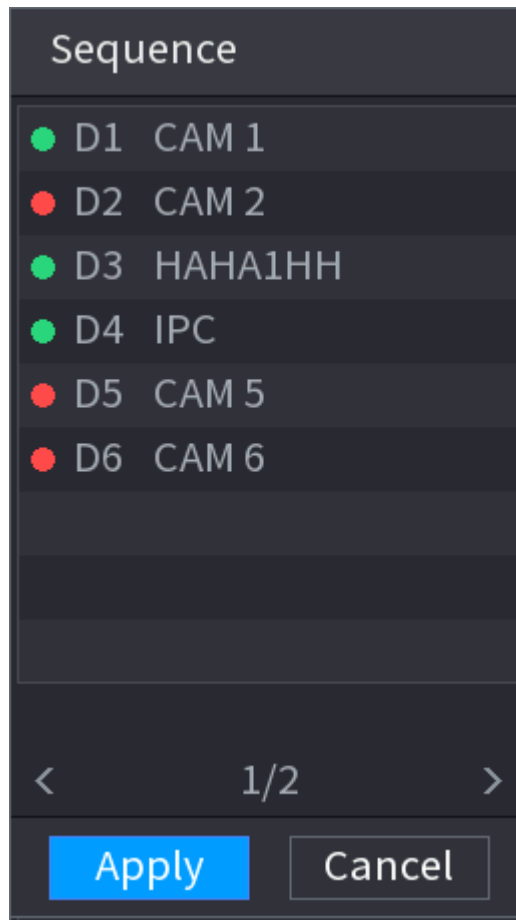 Sequence
D1 CAM 1
D2 CAM 2
D3 HAHA1HH
D4 IPC
D5 CAM 5
D6 CAM 6
< 1/2 >
Apply Cancel